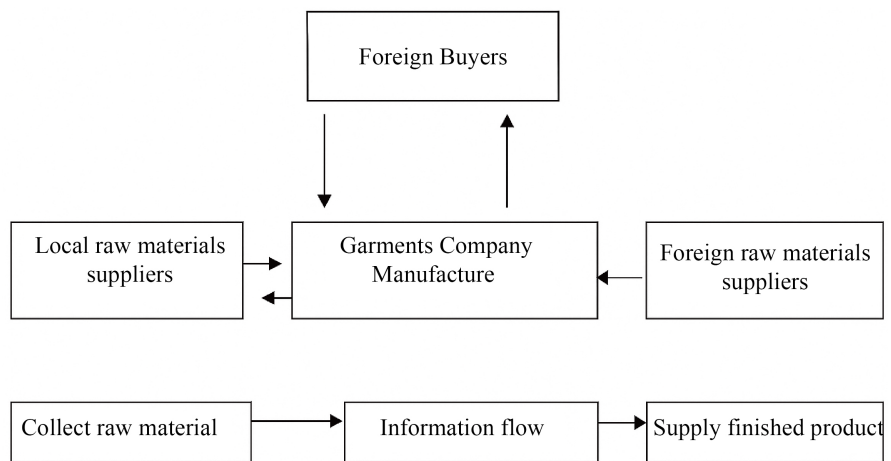 Foreign Buyers
Local raw materials
suppliers
Garments Company
Manufacture
Foreign raw materials
suppliers
Collect raw material
Information flow
Supply finished product